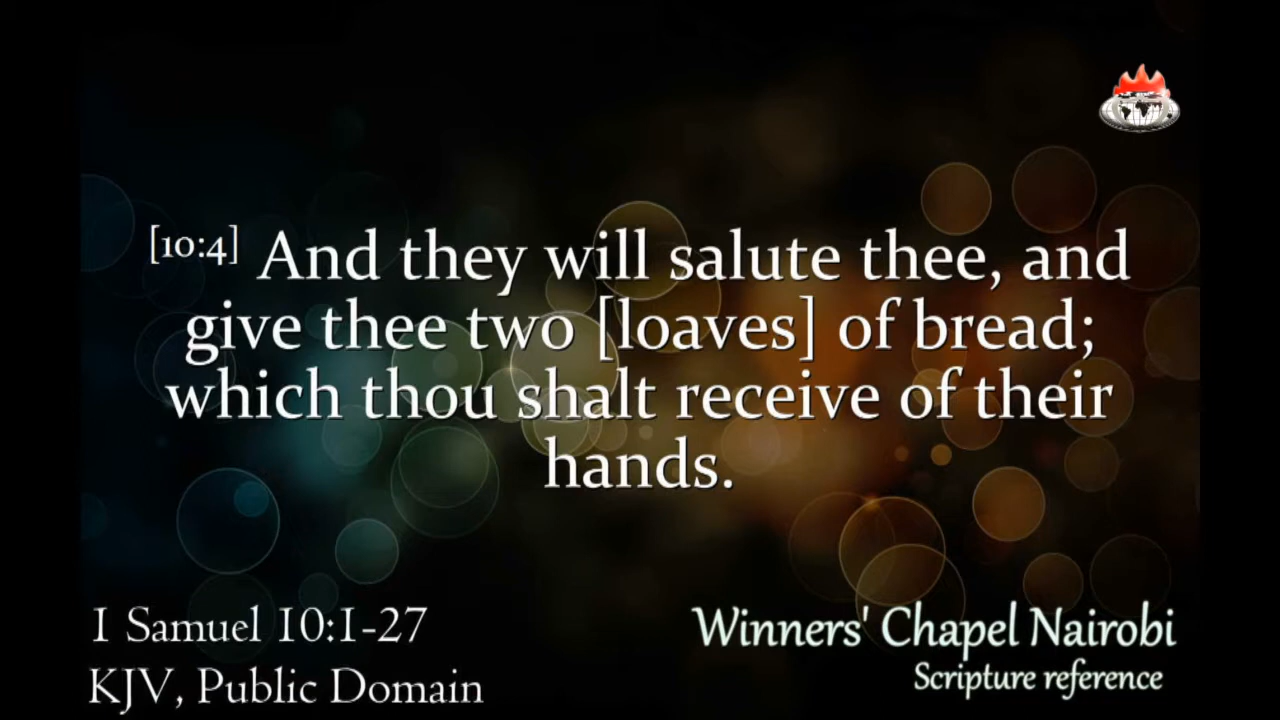 [10:4] And they will salute thee, and
give thee two [loaves] of bread;
which thou shalt receive of their
hands.
1 Samuel 10:1-27
KJV, Public Domain
Winners' Chapel Nairobi
Scripture reference